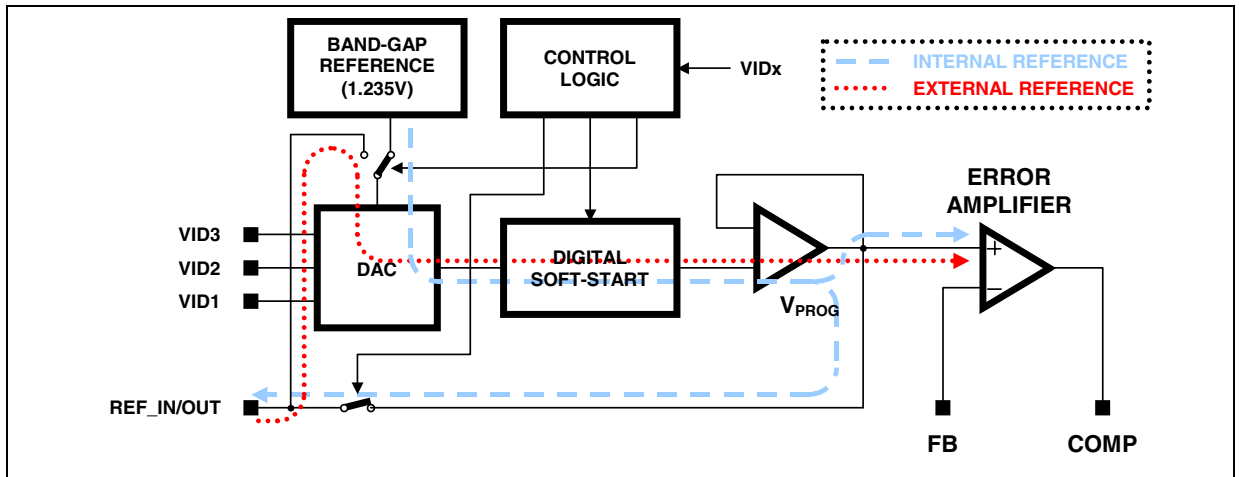 BAND-GAP
REFERENCE
(1.235V)
CONTROL
LOGIC
VIDx
INTERNAL REFERENCE
EXTERNAL REFERENCE
ERROR
AMPLIFIER
VID3
VID2
VID1
DAC
DIGITAL
SOFT-START
VPROG
+
−
REF_IN/OUT
FB
COMP